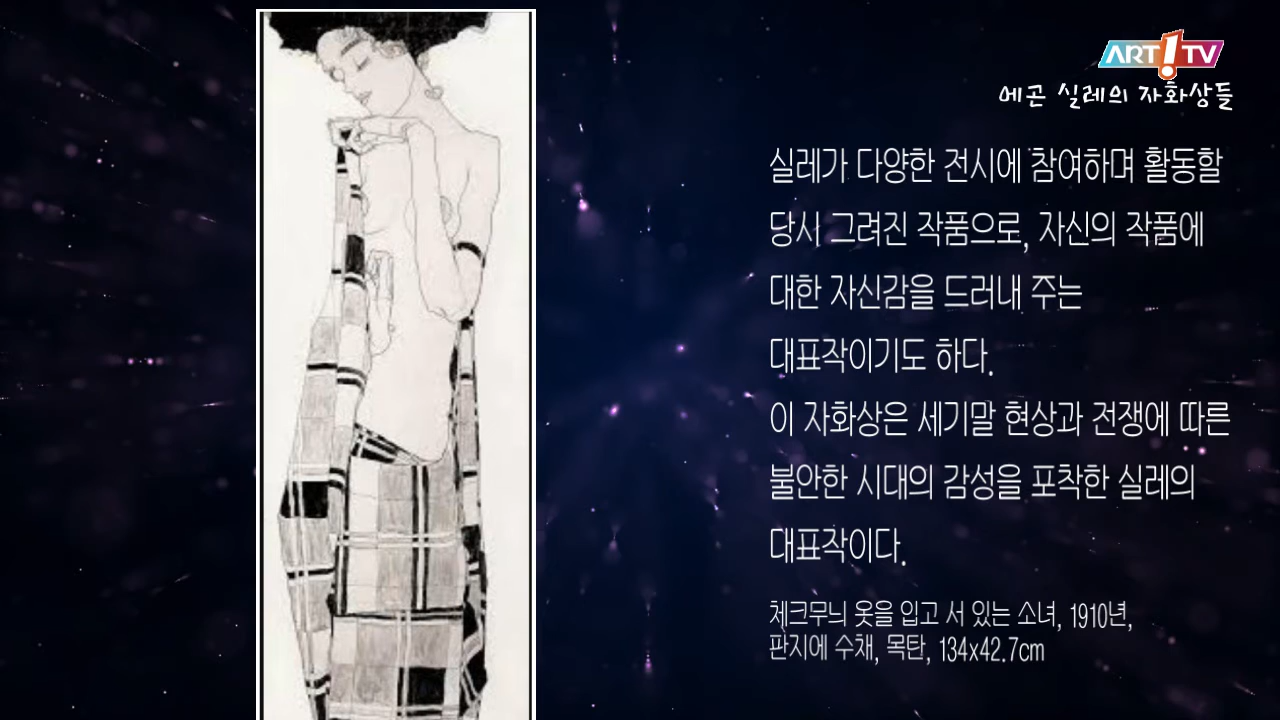 ART!TV
에곤 실레의 자화상들
실레가 다양한 전시에 참여하며 활동할
당시 그려진 작품으로, 자신의 작품에
대한 자신감을 드러내 주는
대표작이기도 하다.
이 자화상은 세기말 현상과 전쟁에 따른
불안한 시대의 감성을 포착한 실레의
대표작이다.
체크무늬 옷을 입고 서 있는 소녀, 1910년,
판지에 수채, 목탄, 134x42.7cm